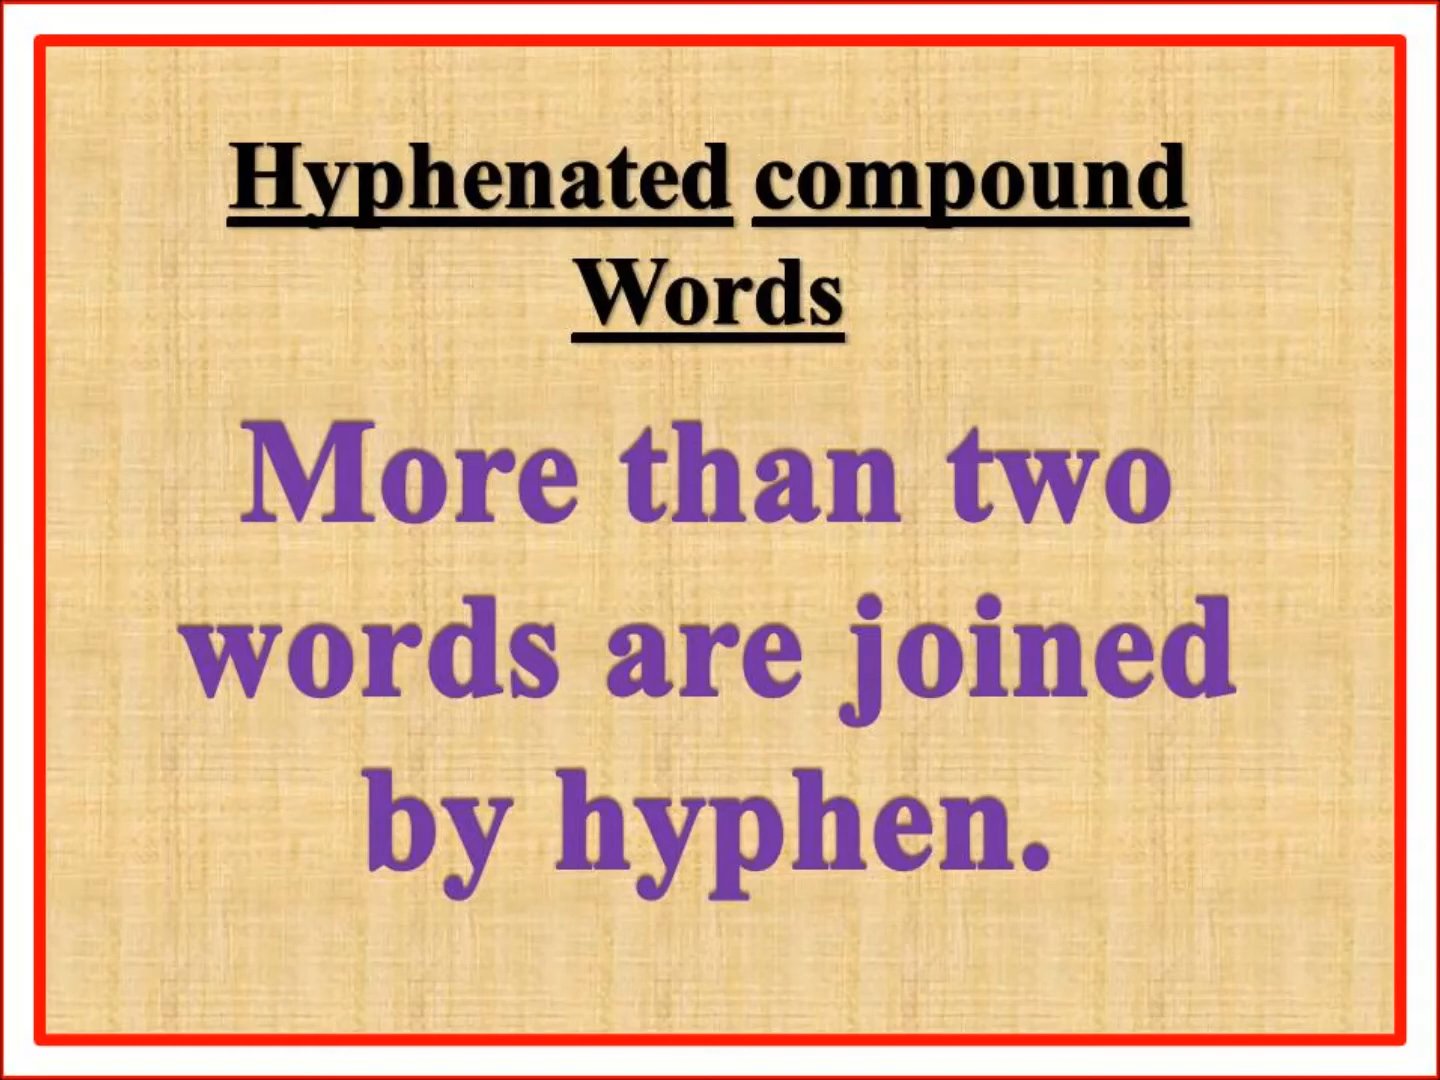 Hyphenated compound
Words
More than two
words are joined
by hyphen.